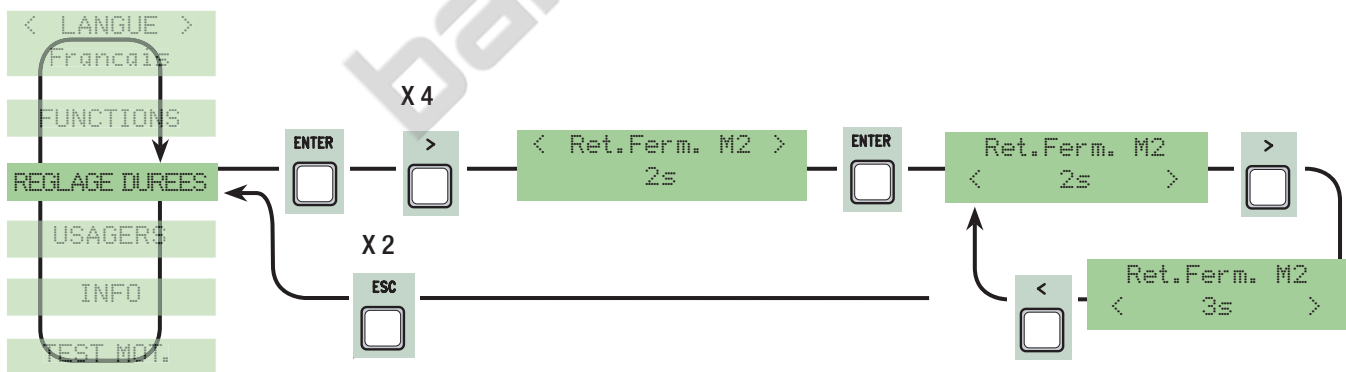 < LANGUE >
Francais
FUNCTIONS
REGLAGE DUREES
USAGERS
INFO
TEST MOT.
ENTER
X 4
>
< Ret.Ferm. M2 >
2s
ENTER
Ret.Ferm. M2
< 2s >
>
Ret.Ferm. M2
< 3s >
<
X 2
ESC